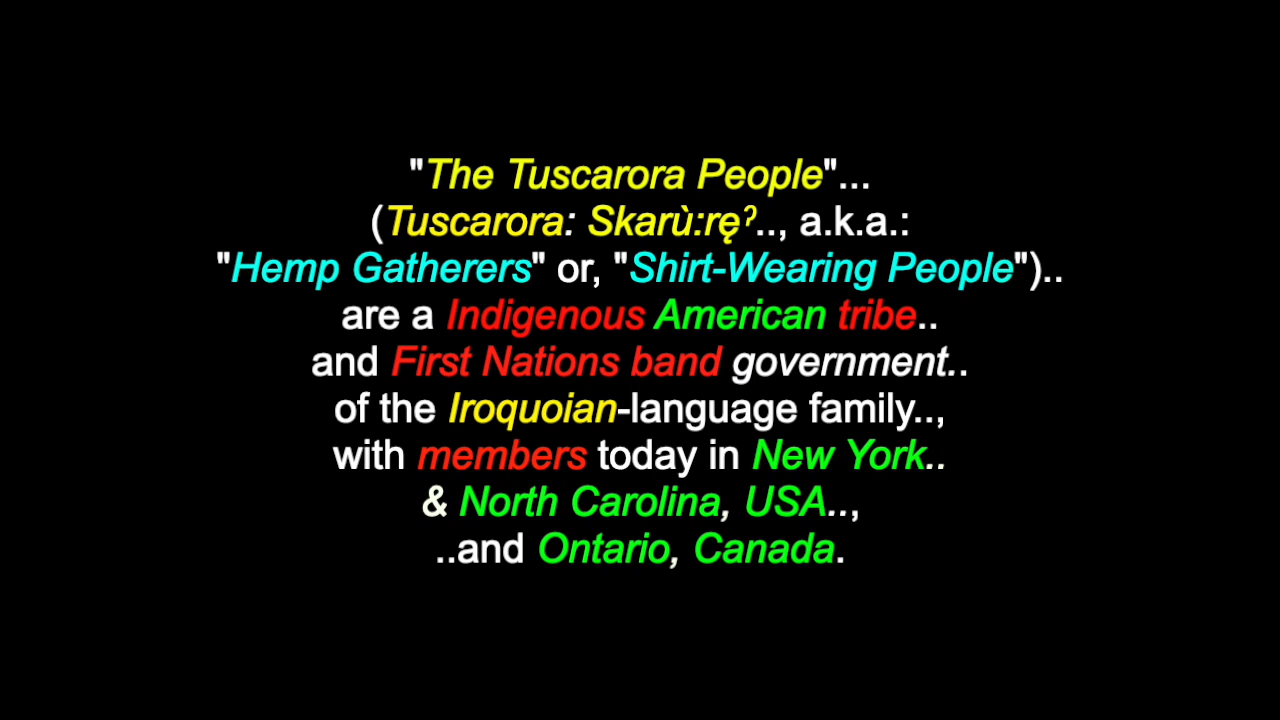 "The Tuscarora People"...
(Tuscarora: Skarù:ręˀ.., a.k.a.:
"Hemp Gatherers" or, "Shirt-Wearing People")..
are a Indigenous American tribe..
and First Nations band government..
of the Iroquoian-language family..,
with members today in New York..
& North Carolina, USA..,
..and Ontario, Canada.